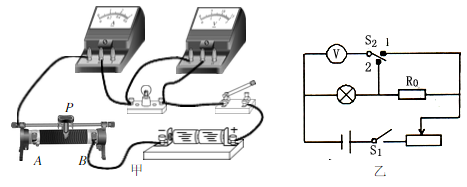 A
V
P
A
B
− +
甲
V
S₂
1
2
R₀
S₁
乙